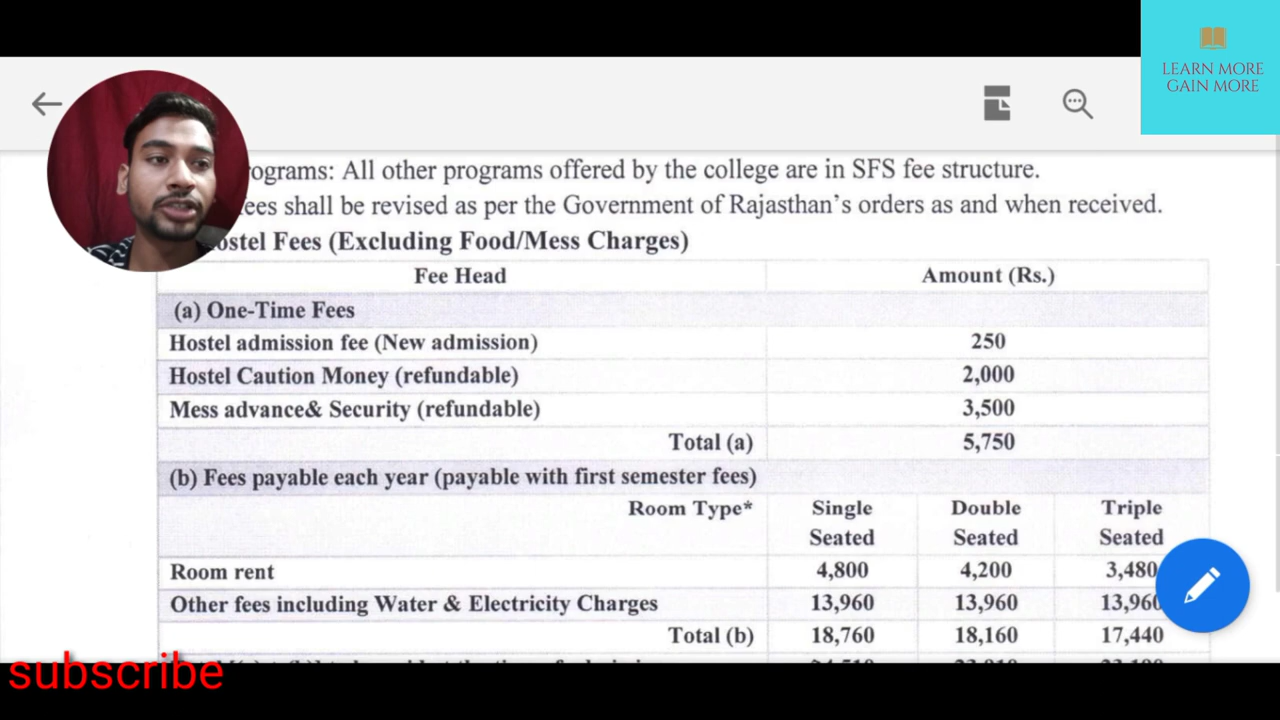 LEARN MORE
GAIN MORE
ograms: All other programs offered by the college are in SFS fee structure.
ees shall be revised as per the Government of Rajasthan's orders as and when received.
ostel Fees (Excluding Food/Mess Charges)
Fee Head Amount (Rs.)
(a) One-Time Fees
Hostel admission fee (New admission) 250
Hostel Caution Money (refundable) 2,000
Mess advance& Security (refundable) 3,500
Total (a) 5,750
(b) Fees payable each year (payable with first semester fees)
Room Type* Single Seated Double Seated Triple Seated
Room rent 4,800 4,200 3,480
Other fees including Water & Electricity Charges 13,960 13,960 13,960
Total (b) 18,760 18,160 17,440
subscribe